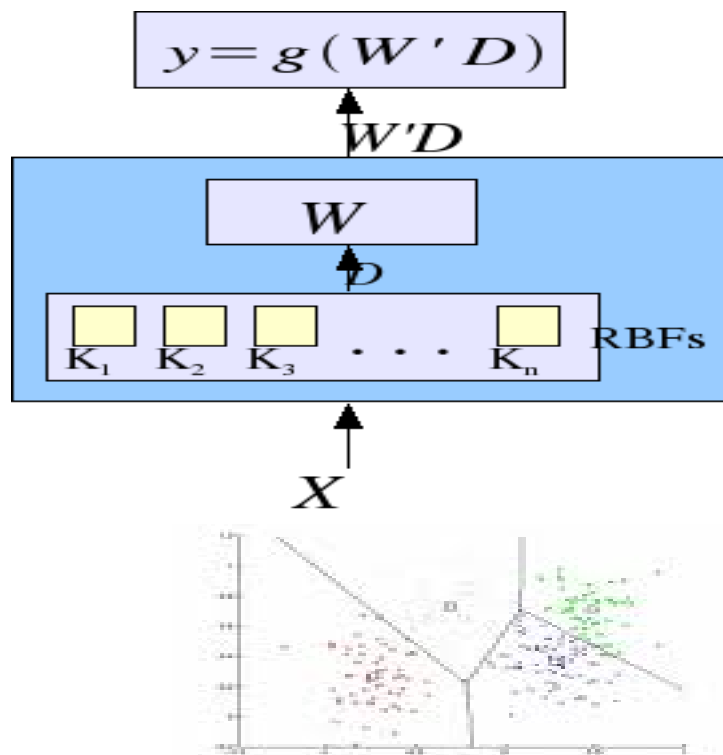 y = g ( W ' D )
W'D
W
D
RBFs
K₁ K₂ K₃ . . . Kₙ
X